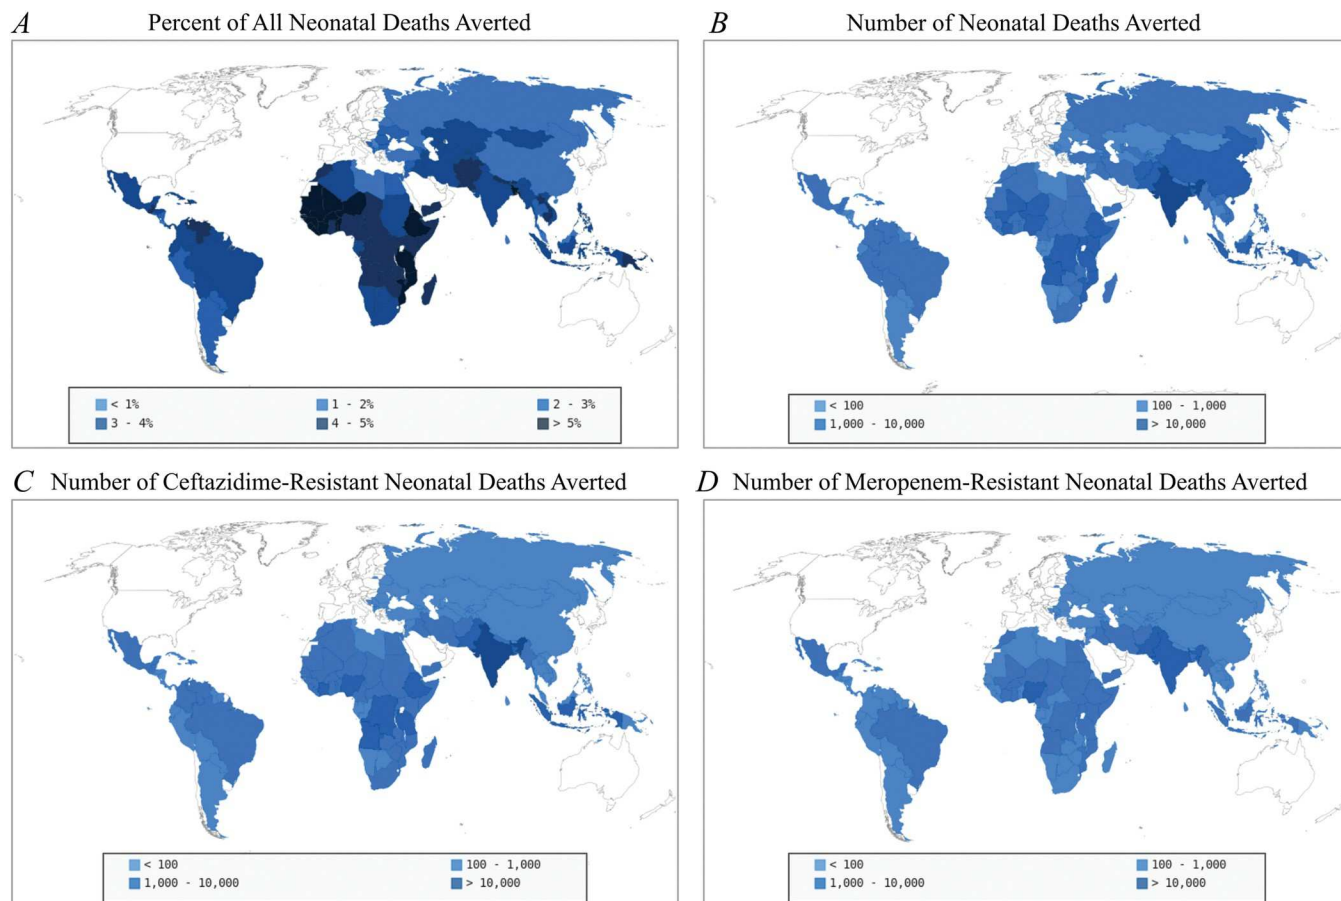 A Percent of All Neonatal Deaths Averted
B Number of Neonatal Deaths Averted
< 1% 1 - 2% 2 - 3%
3 - 4% 4 - 5% > 5%
< 100 100 - 1,000
1,000 - 10,000 > 10,000
C Number of Ceftazidime-Resistant Neonatal Deaths Averted
D Number of Meropenem-Resistant Neonatal Deaths Averted
< 100 100 - 1,000
1,000 - 10,000 > 10,000
< 100 100 - 1,000
1,000 - 10,000 > 10,000